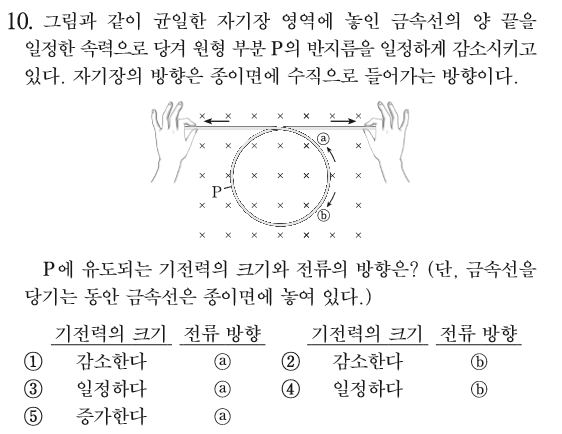 10. 그림과 같이 균일한 자기장 영역에 놓인 금속선의 양 끝을
일정한 속력으로 당겨 원형 부분 P의 반지름을 일정하게 감소시키고
있다. 자기장의 방향은 종이면에 수직으로 들어가는 방향이다.
ⓐ
P
ⓑ
P에 유도되는 기전력의 크기와 전류의 방향은? (단, 금속선을
당기는 동안 금속선은 종이면에 놓여 있다.)
기전력의 크기 전류 방향 기전력의 크기 전류 방향
① 감소한다 ⓐ ② 감소한다 ⓑ
③ 일정하다 ⓐ ④ 일정하다 ⓑ
⑤ 증가한다 ⓐ